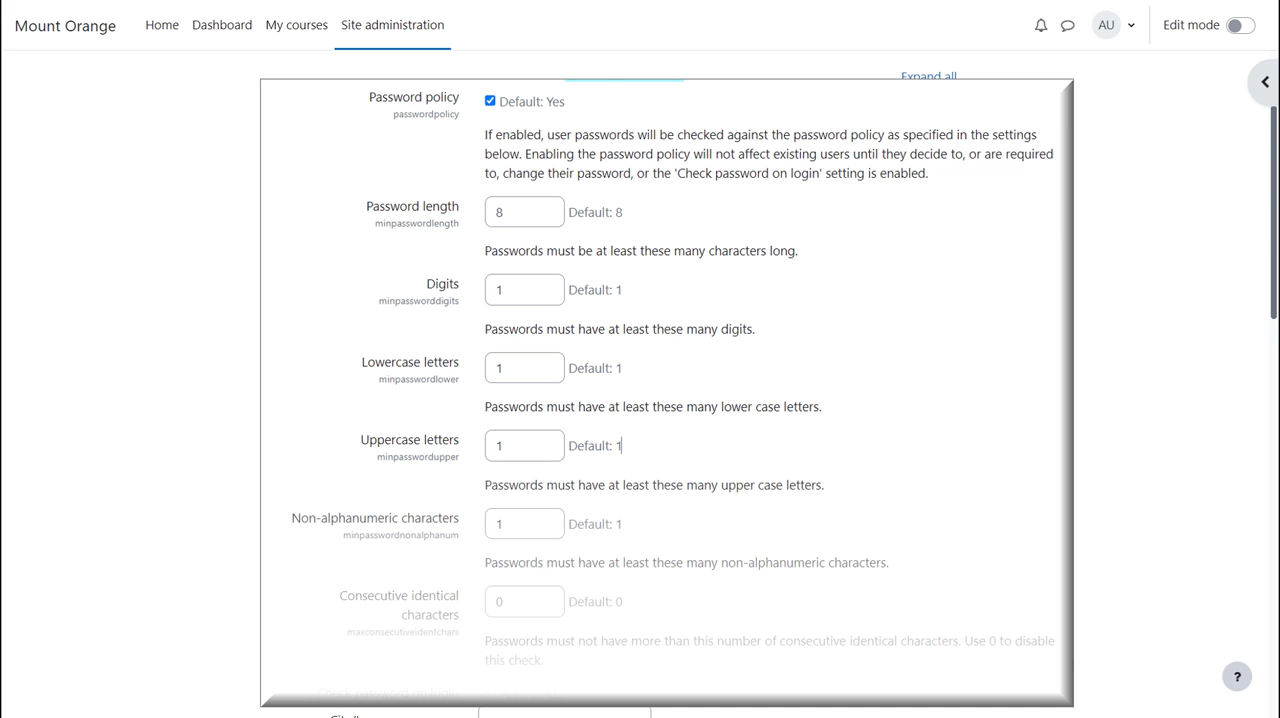 Mount Orange
Home
Dashboard
My courses
Site administration
AU
Edit mode
Expand all
Password policy
passwordpolicy
Default: Yes
If enabled, user passwords will be checked against the password policy as specified in the settings
below. Enabling the password policy will not affect existing users until they decide to, or are required
to, change their password, or the 'Check password on login' setting is enabled.
Password length
minpasswordlength
8
Default: 8
Passwords must be at least these many characters long.
Digits
minpassworddigits
1
Default: 1
Passwords must have at least these many digits.
Lowercase letters
minpasswordlower
1
Default: 1
Passwords must have at least these many lower case letters.
Uppercase letters
minpasswordupper
1
Default: 1
Passwords must have at least these many upper case letters.
Non-alphanumeric characters
minpasswordnonalphanum
1
Default: 1
Passwords must have at least these many non-alphanumeric characters.
Consecutive identical
characters
maxconsecutiveidentchars
0
Default: 0
Passwords must not have more than this number of consecutive identical characters. Use 0 to disable
this check.
Check password on login
?